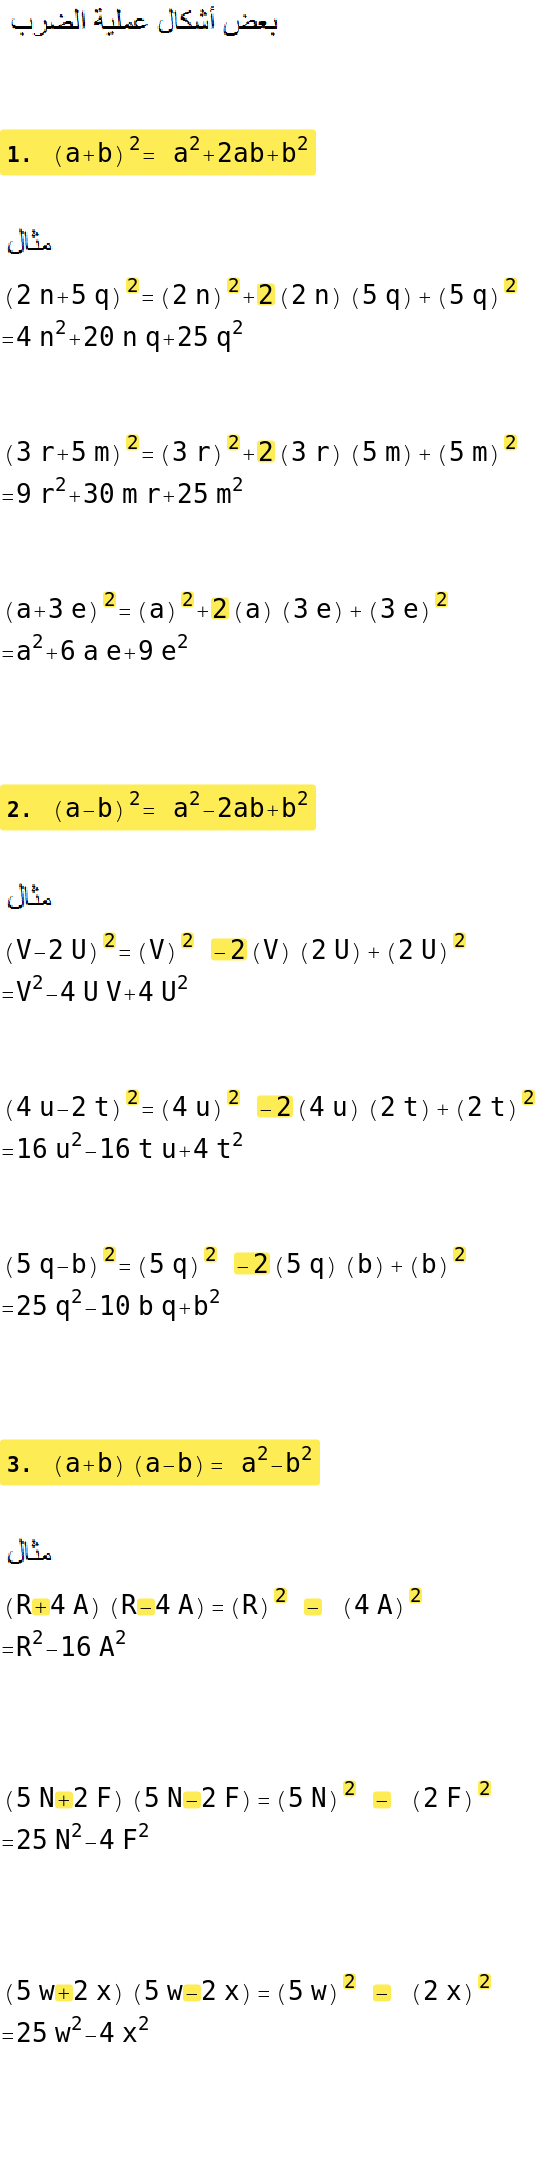 بعض أشكال عملية الضرب
1. (a+b)²= a²+2ab+b²
مثال
(2 n+5 q)²=(2 n)²+2(2 n) (5 q)+(5 q)²
=4 n²+20 n q+25 q²
(3 r+5 m)²=(3 r)²+2(3 r) (5 m)+(5 m)²
=9 r²+30 m r+25 m²
(a+3 e)²=(a)²+2(a) (3 e)+(3 e)²
=a²+6 a e+9 e²
2. (a−b)²= a²−2ab+b²
مثال
(V−2 U)²=(V)² −2(V) (2 U)+(2 U)²
=V²−4 U V+4 U²
(4 u−2 t)²=(4 u)² −2(4 u) (2 t)+(2 t)²
=16 u²−16 t u+4 t²
(5 q−b)²=(5 q)² −2(5 q) (b)+(b)²
=25 q²−10 b q+b²
3. (a+b) (a−b)= a²−b²
مثال
(R+4 A) (R−4 A)=(R)² − (4 A)²
=R²−16 A²
(5 N+2 F) (5 N−2 F)=(5 N)² − (2 F)²
=25 N²−4 F²
(5 w+2 x) (5 w−2 x)=(5 w)² − (2 x)²
=25 w²−4 x²